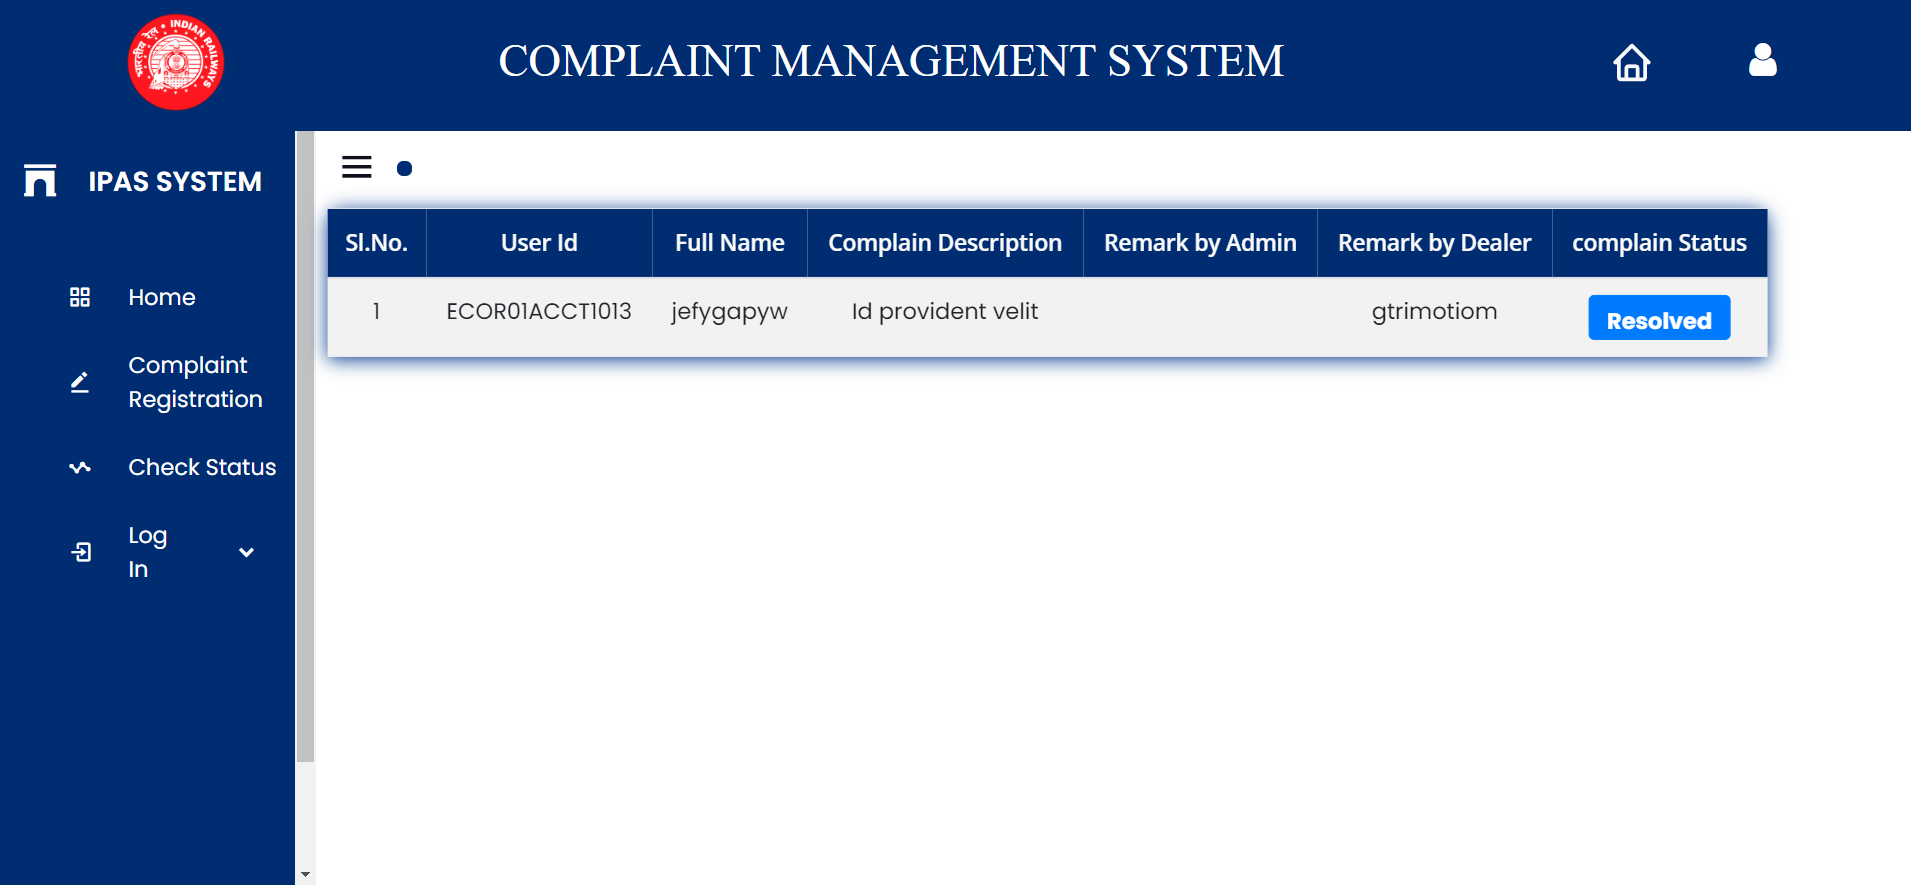 भारतीय रेल • INDIAN RAILWAYS
COMPLAINT MANAGEMENT SYSTEM
IPAS SYSTEM
Home
Complaint
Registration
Check Status
Log
In
Sl.No. User Id Full Name Complain Description Remark by Admin Remark by Dealer complain Status
1 ECOR01ACCT1013 jefygapyw Id provident velit gtrimotiom Resolved